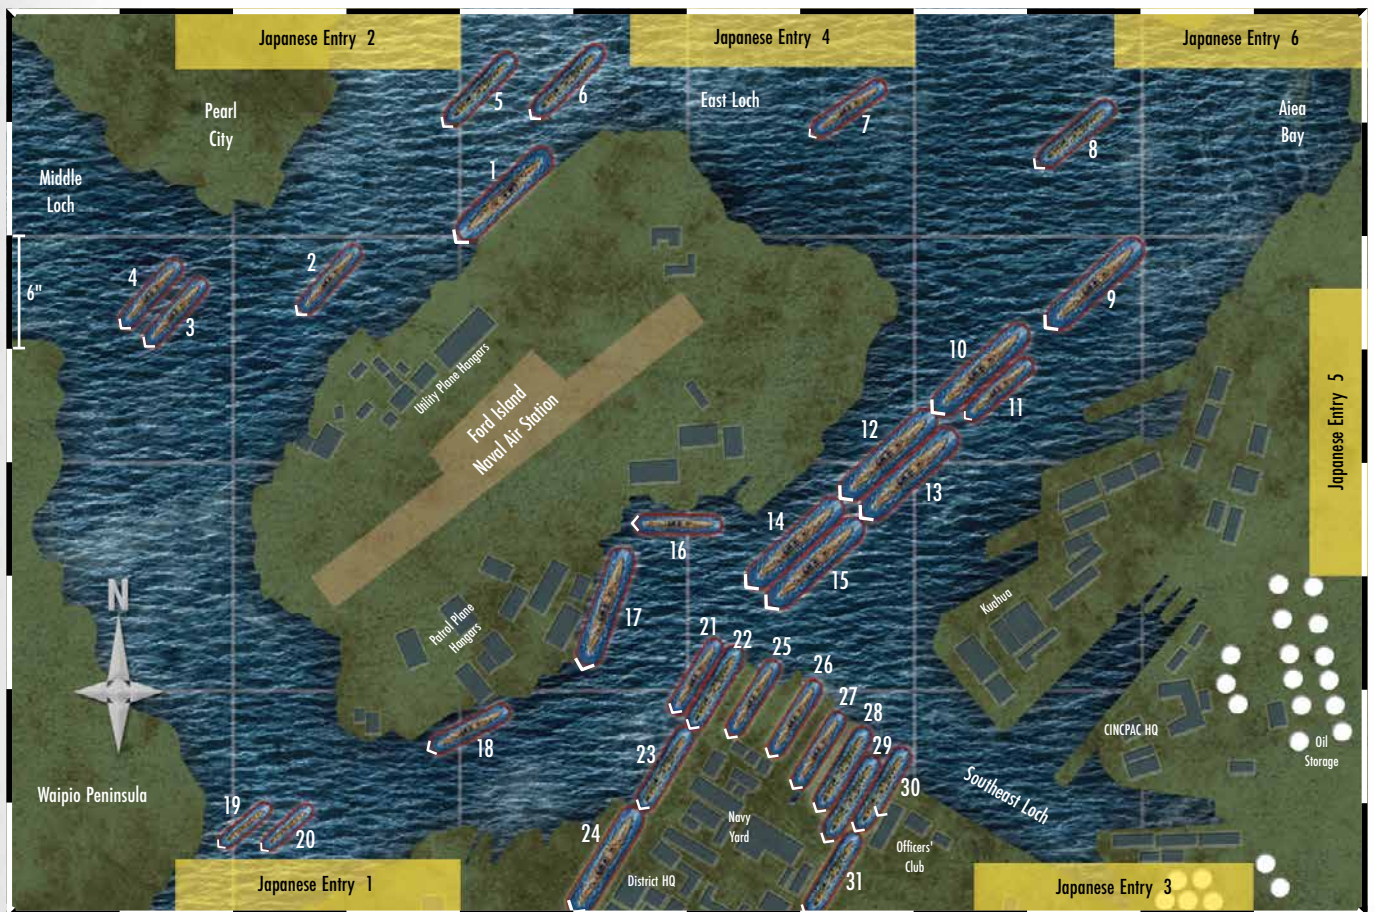 Japanese Entry 2
Japanese Entry 4
Japanese Entry 6
Pearl
City
5
6
East Loch
7
8
Aiea
Bay
Middle
Loch
1
2
4
3
6"
9
10
11
Utility Plane Hangars
Ford Island
Naval Air Station
12
13
Japanese Entry 5
14
15
16
17
N
Patrol Plane
Hangars
Kuahua
18
21
22
25
26
27
28
29
30
23
24
CINCPAC HQ
Oil
Storage
Waipio Peninsula
19
20
Southeast Loch
Navy
Yard
Officers'
Club
District HQ
31
Japanese Entry 1
Japanese Entry 3